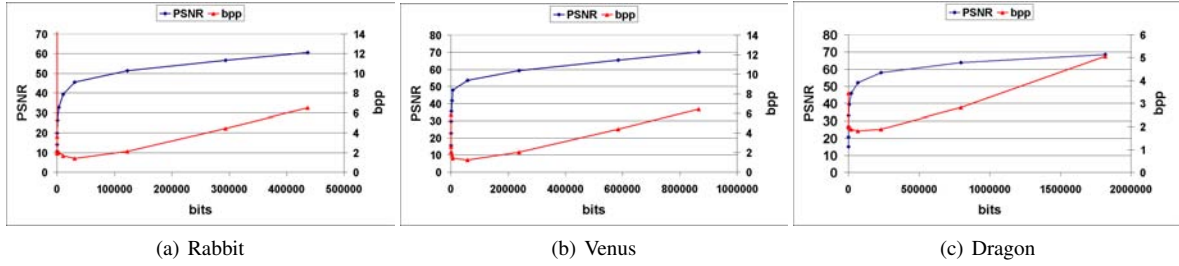 PSNR bpp
70 60 50 40 30 20 10 0
PSNR
14 12 10 8 6 4 2 0
bpp
0 100000 200000 300000 400000 500000
bits
(a) Rabbit
PSNR bpp
80 70 60 50 40 30 20 10 0
PSNR
14 12 10 8 6 4 2 0
bpp
0 200000 400000 600000 800000 1000000
bits
(b) Venus
PSNR bpp
80 70 60 50 40 30 20 10 0
PSNR
6 5 4 3 2 1 0
bpp
0 500000 1000000 1500000 2000000
bits
(c) Dragon